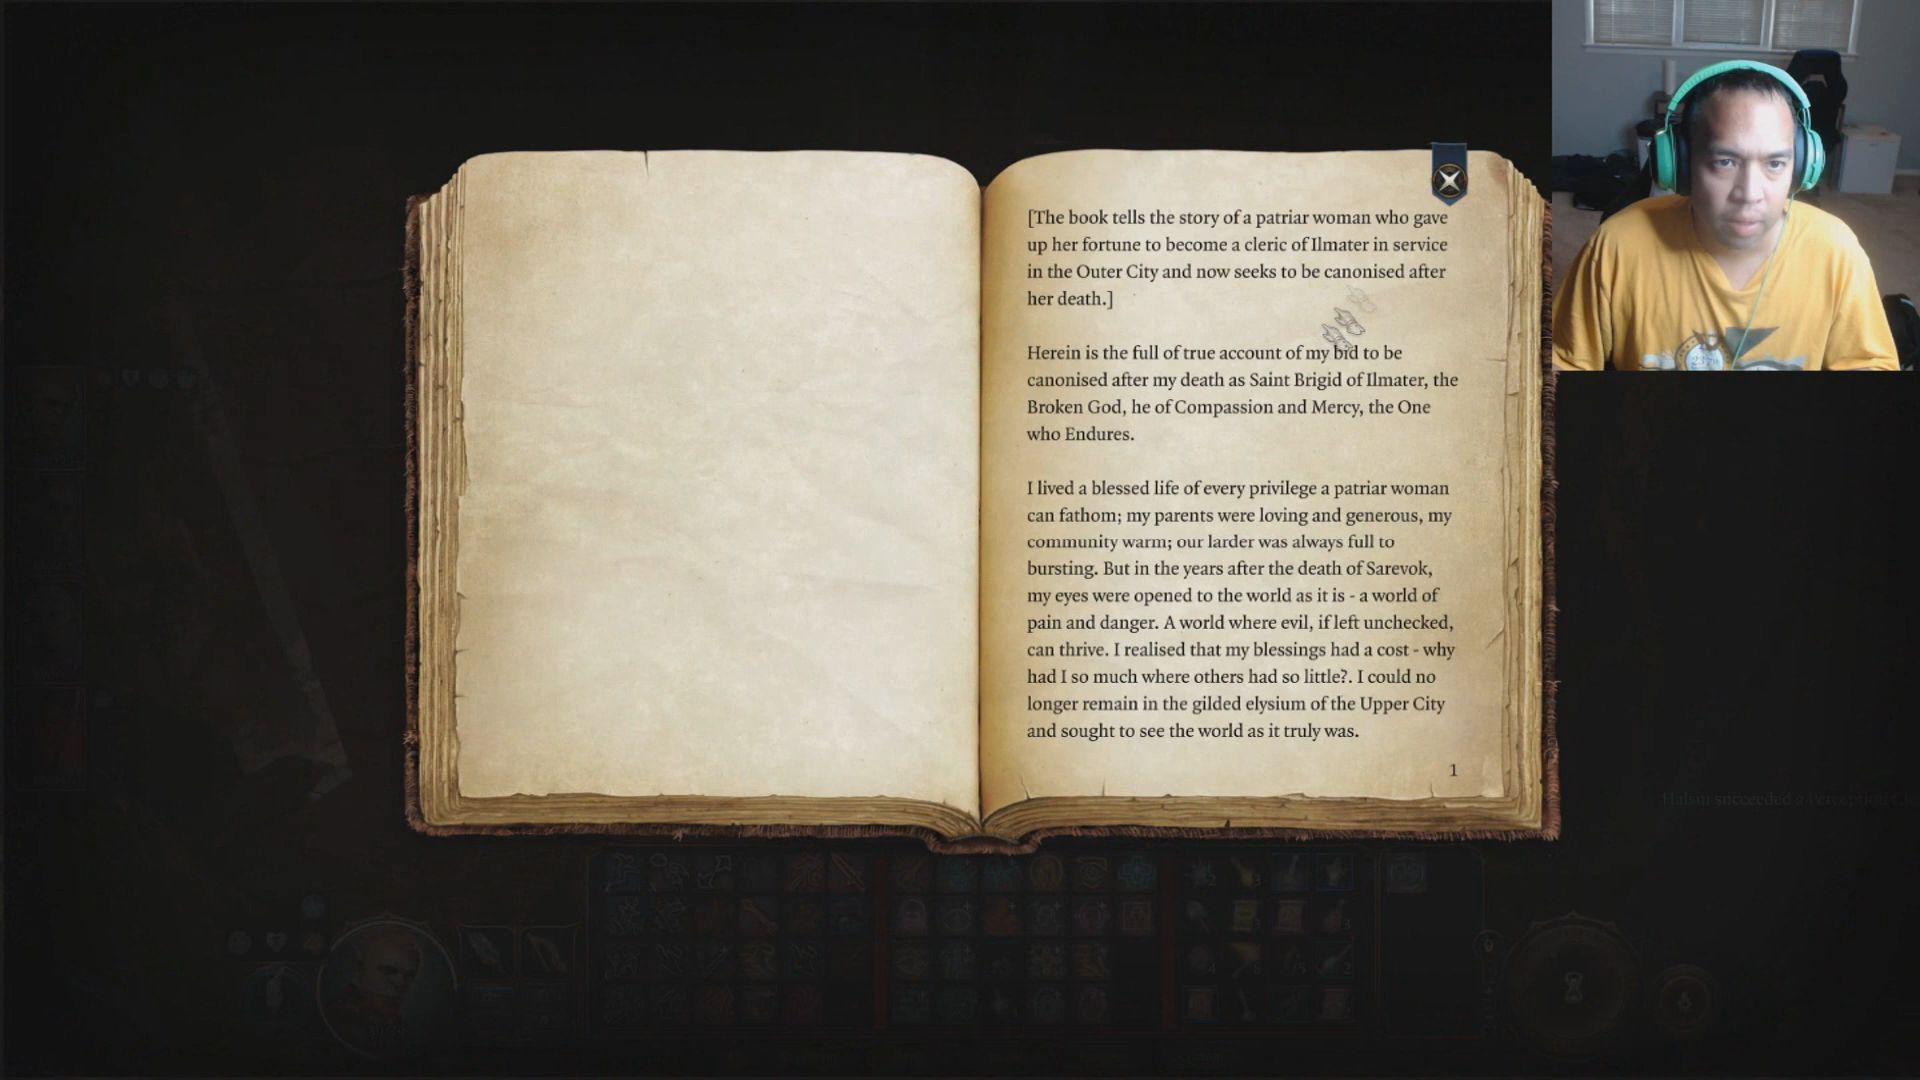 [The book tells the story of a patriar woman who gave
up her fortune to become a cleric of Ilmater in service
in the Outer City and now seeks to be canonised after
her death.]
Herein is the full of true account of my bid to be
canonised after my death as Saint Brigid of Ilmater, the
Broken God, he of Compassion and Mercy, the One
who Endures.
I lived a blessed life of every privilege a patriar woman
can fathom; my parents were loving and generous, my
community warm; our larder was always full to
bursting. But in the years after the death of Sarevok,
my eyes were opened to the world as it is - a world of
pain and danger. A world where evil, if left unchecked,
can thrive. I realised that my blessings had a cost - why
had I so much where others had so little?. I could no
longer remain in the gilded elysium of the Upper City
and sought to see the world as it truly was.
1
Halsin succeeded a Perception